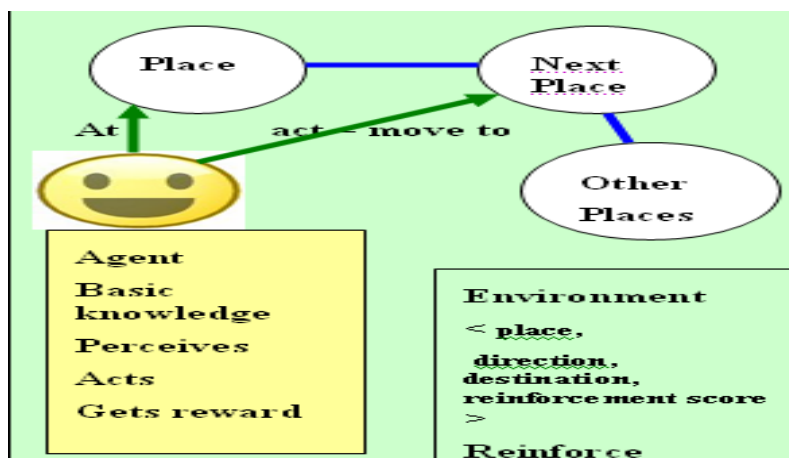 Place
Next
Place
At
act – move to
Other
Places
Agent
Basic
knowledge
Perceives
Acts
Gets reward
Environment
< place,
direction,
destination,
reinforcement score
>
Reinforce